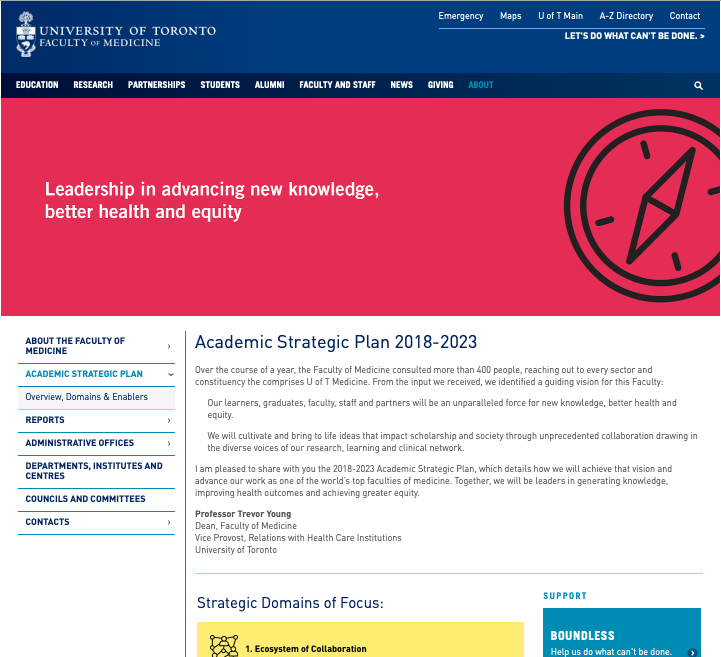 UNIVERSITY OF TORONTO
FACULTY OF MEDICINE
Emergency Maps U of T Main A-Z Directory Contact
LET'S DO WHAT CAN'T BE DONE. >
EDUCATION RESEARCH PARTNERSHIPS STUDENTS ALUMNI FACULTY AND STAFF NEWS GIVING ABOUT
Leadership in advancing new knowledge,
better health and equity
ABOUT THE FACULTY OF
MEDICINE
ACADEMIC STRATEGIC PLAN
Overview, Domains & Enablers
REPORTS
ADMINISTRATIVE OFFICES
DEPARTMENTS, INSTITUTES AND
CENTRES
COUNCILS AND COMMITTEES
CONTACTS
Academic Strategic Plan 2018-2023
Over the course of a year, the Faculty of Medicine consulted more than 400 people, reaching out to every sector and
constituency the comprises U of T Medicine. From the input we received, we identified a guiding vision for this Faculty:
Our learners, graduates, faculty, staff and partners will be an unparalleled force for new knowledge, better health and
equity.
We will cultivate and bring to life ideas that impact scholarship and society through unprecedented collaboration drawing in
the diverse voices of our research, learning and clinical network.
I am pleased to share with you the 2018-2023 Academic Strategic Plan, which details how we will achieve that vision and
advance our work as one of the world's top faculties of medicine. Together, we will be leaders in generating knowledge,
improving health outcomes and achieving greater equity.
Professor Trevor Young
Dean, Faculty of Medicine
Vice Provost, Relations with Health Care Institutions
University of Toronto
Strategic Domains of Focus:
1. Ecosystem of Collaboration
SUPPORT
BOUNDLESS
Help us do what can't be done.